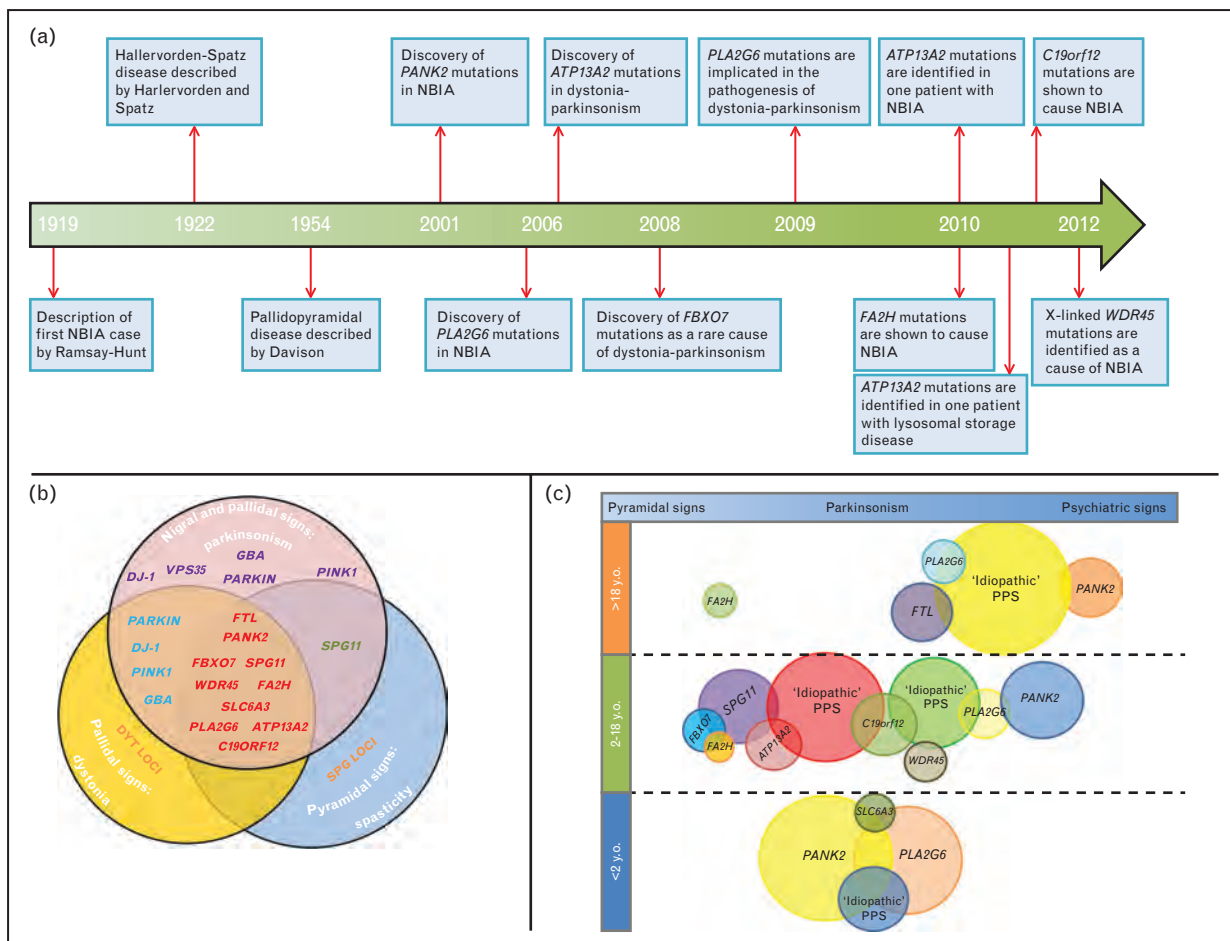 (a)
Hallervorden-Spatz
disease described
by Harlervorden and
Spatz
Discovery of
PANK2 mutations
in NBIA
Discovery of
ATP13A2 mutations
in dystonia-
parkinsonism
PLA2G6 mutations are
implicated in the
pathogenesis of
dystonia-parkinsonism
ATP13A2 mutations
are identified in
one patient with
NBIA
C19orf12
mutations are
shown to
cause NBIA
1919 1922 1954 2001 2006 2008 2009 2010 2012
Description of
first NBIA case
by Ramsay-Hunt
Pallidopyramidal
disease described
by Davison
Discovery of
PLA2G6 mutations
in NBIA
Discovery of FBXO7
mutations as a rare cause
of dystonia-parkinsonism
FA2H mutations
are shown to cause
NBIA
ATP13A2 mutations are
identified in one patient
with lysosomal storage
disease
X-linked WDR45
mutations are
identified as a
cause of NBIA
(b)
Nigral and pallidal signs:
parkinsonism
GBA
DJ-1 VPS35 PARKIN PINK1
PARKIN
DJ-1
PINK1
GBA
FTL
PANK2
FBXO7 SPG11
WDR45 FA2H
SLC6A3
PLA2G6 ATP13A2
C19ORF12
SPG11
DYT LOCI
Pallidal signs:
dystonia
SPG LOCI
Pyramidal signs:
spasticity
(c)
Pyramidal signs Parkinsonism Psychiatric signs
>18 y.o.
FA2H
PLA2G6
FTL
'Idiopathic'
PPS
PANK2
2-18 y.o.
FBXO7
FA2H
SPG11
ATP13A2
'Idiopathic'
PPS
C19orf12
'Idiopathic'
PPS
WDR45
PLA2G6
PANK2
<2 y.o.
SLC6A3
PANK2
PLA2G6
'Idiopathic'
PPS